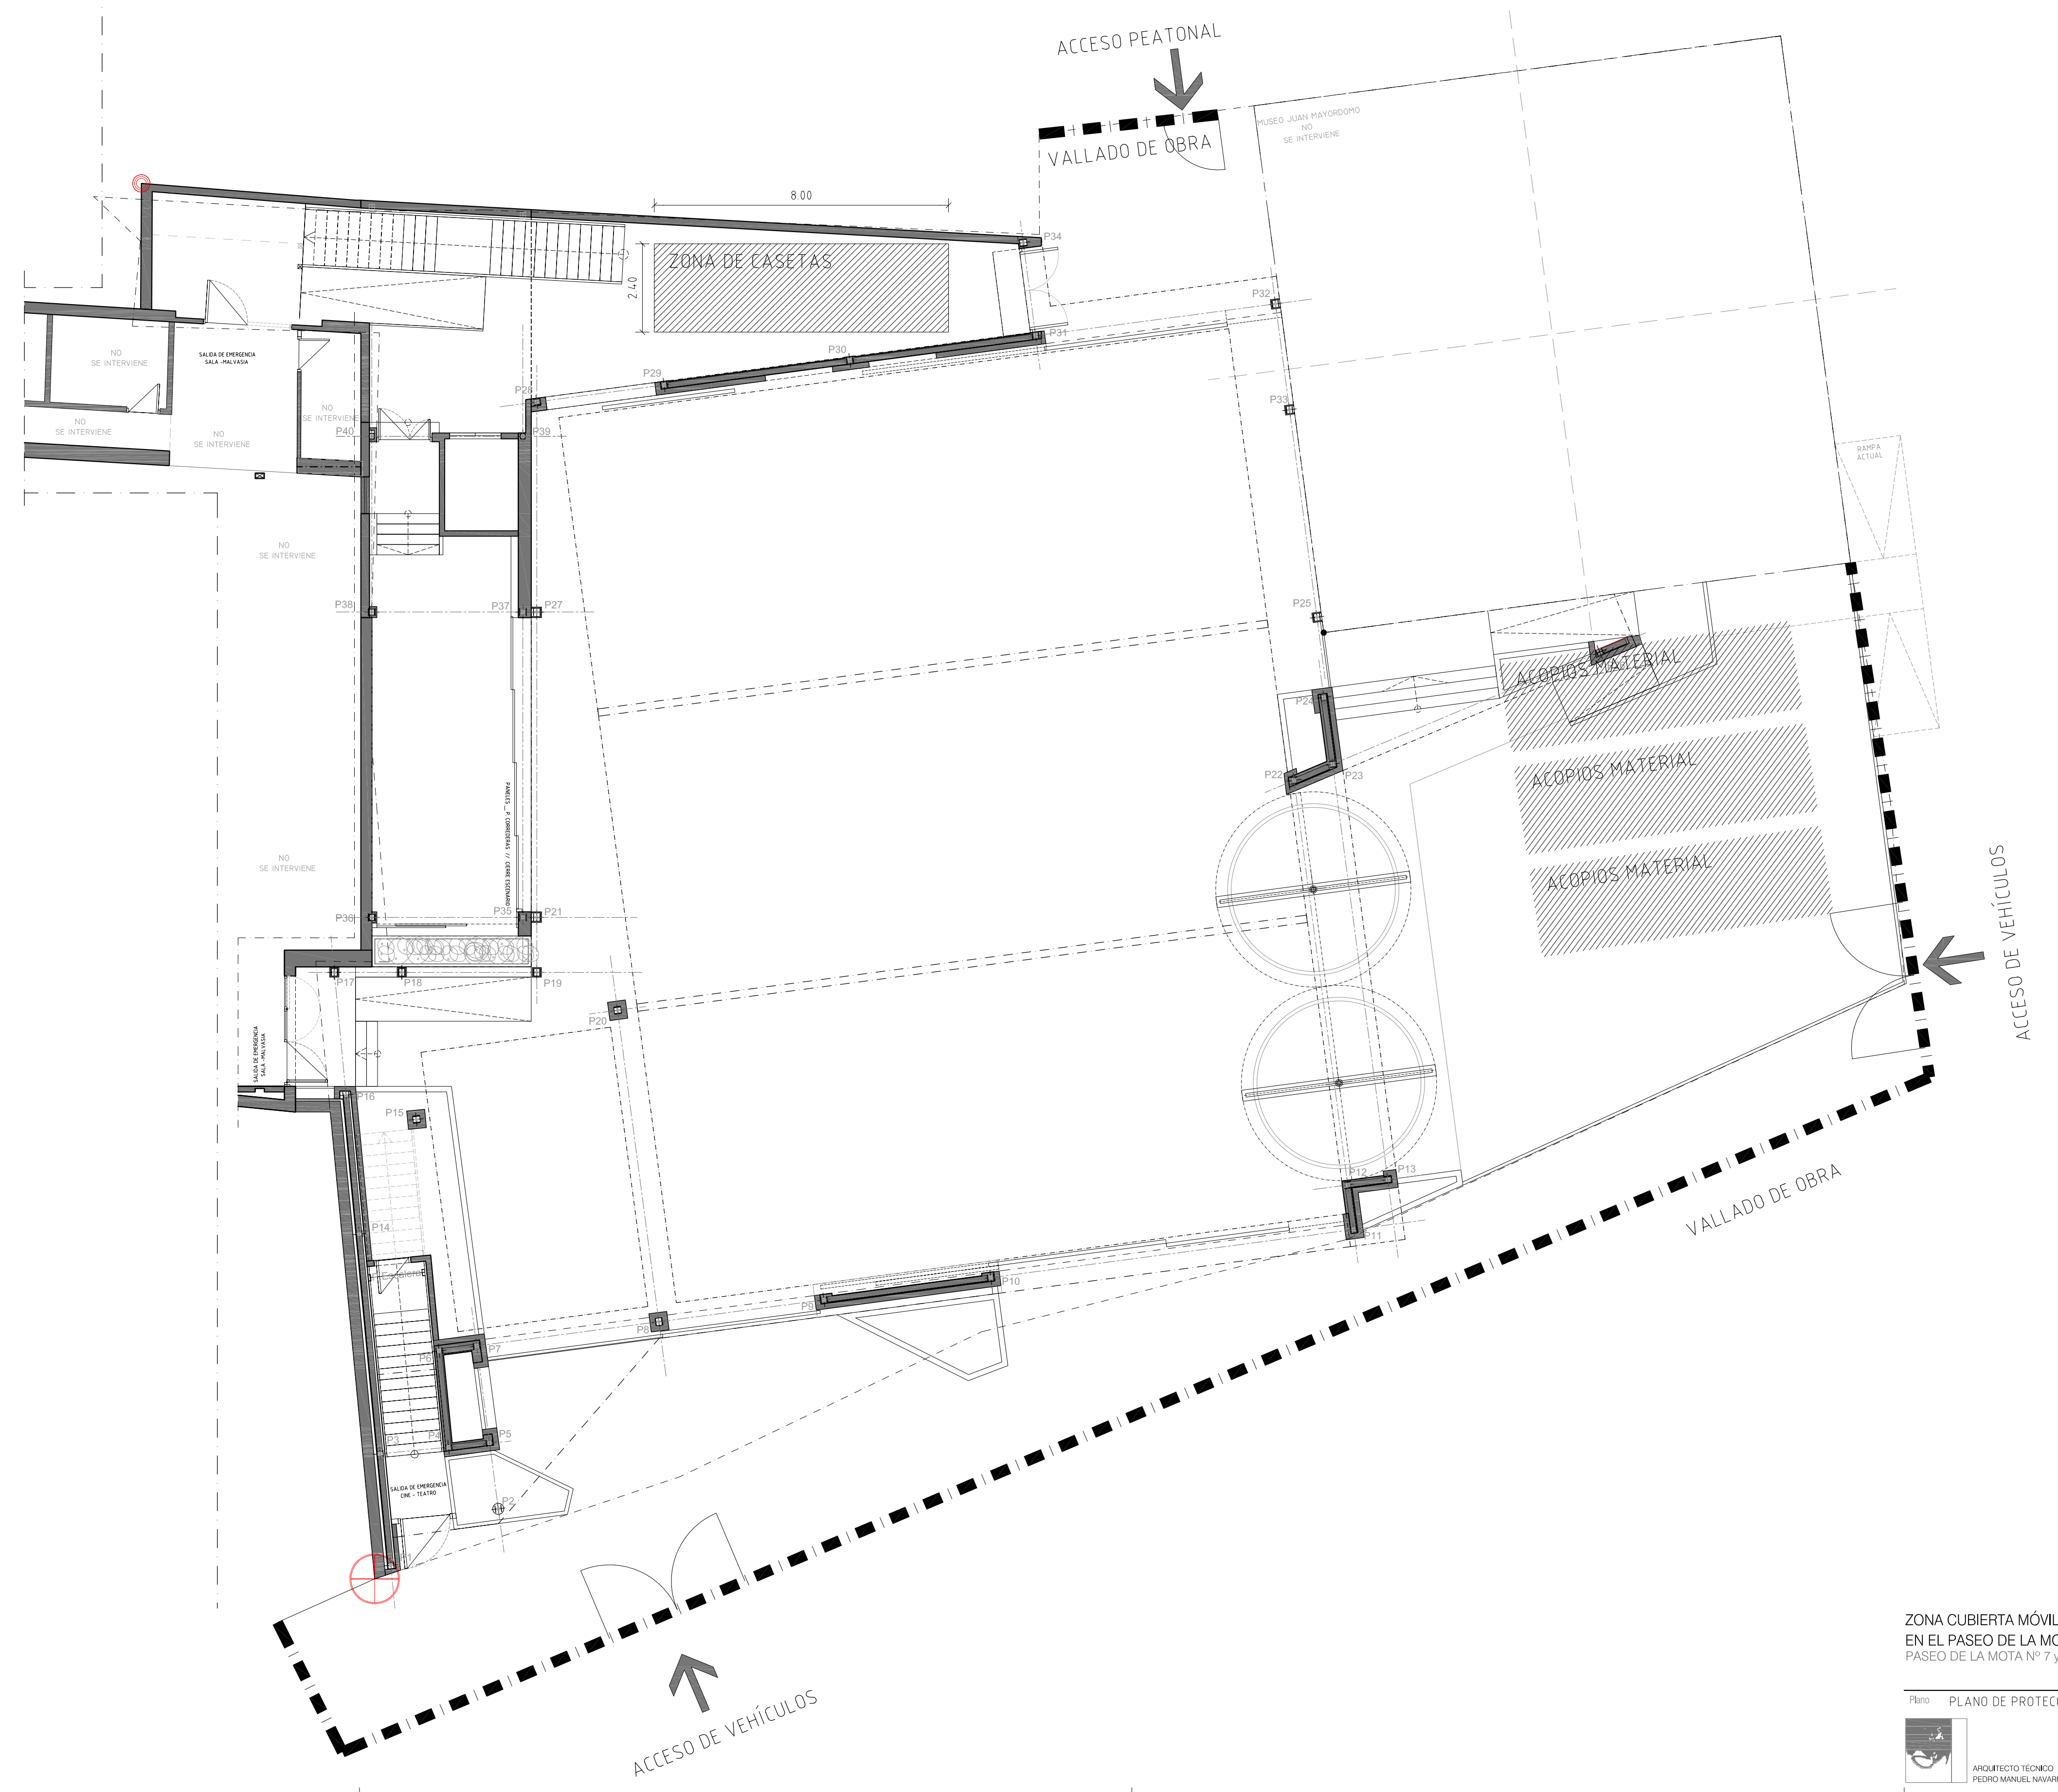 ACCESO PEATONAL
MUSEO JUAN MAYORDOMO
NO
SE INTERVIENE
VALLADO DE OBRA
8.00
P34
ZONA DE CASETAS
2.40
P32
P31
P30
P29
P28
NO
SE INTERVIENE
SALIDA DE EMERGENCIA
SALA -MALVASIA
NO
SE INTERVIENE
NO
SE INTERVIENE
NO
SE INTERVIENE
P40
P39
P33
RAMPA
ACTUAL
NO
SE INTERVIENE
P38
P37
P27
P25
ACOPIOS MATERIAL
P24
P22
P23
ACOPIOS MATERIAL
PANELES _ P. CORREDERAS // CIERRE ESCENARIO
NO
SE INTERVIENE
ACOPIOS MATERIAL
P36
P35
P21
ACCESO DE VEHÍCULOS
P17
P18
P19
P20
SALIDA DE EMERGENCIA
SALA -MALVASIA
P16
P15
P12
P13
VALLADO DE OBRA
P14
P11
Escalera
P10
P9
P8
P7
P6
P3
P4
P5
SALIDA DE EMERGENCIA
CINE - TEATRO
P2
ACCESO DE VEHÍCULOS
ZONA CUBIERTA MÓVIL
EN EL PASEO DE LA MO
PASEO DE LA MOTA Nº 7 y
Plano PLANO DE PROTEC
ARQUITECTO TÉCNICO
PEDRO MANUEL NAVAR